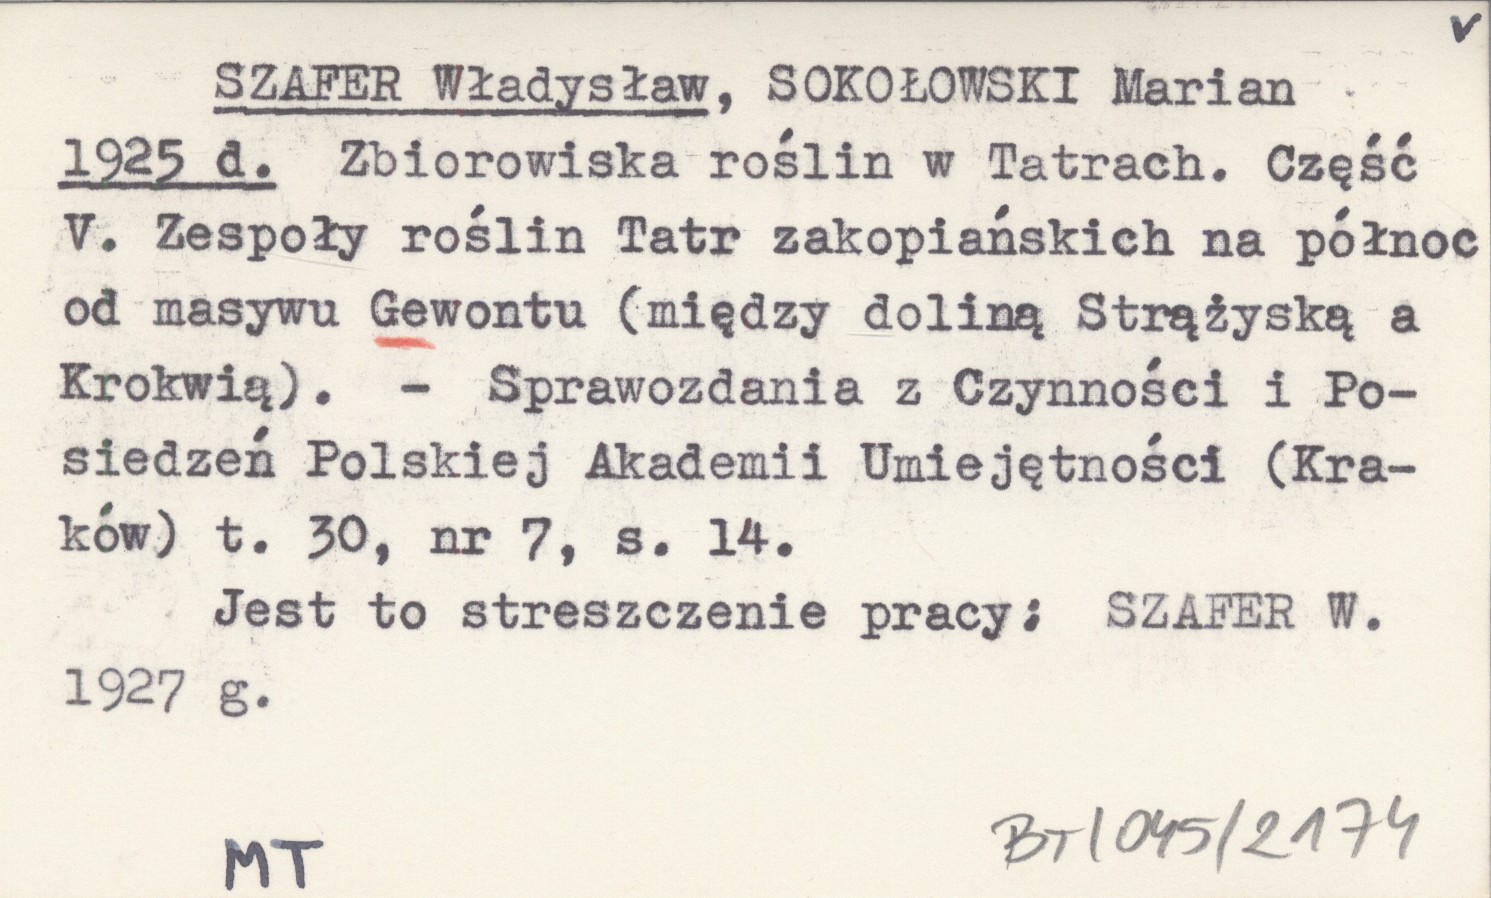 v
SZAFER Władysław, SOKOŁOWSKI Marian
1925 d. Zbiorowiska roślin w Tatrach. Część
V. Zespoły roślin Tatr zakopiańskich na północ
od masywu Gewontu (między doliną Strążyską a
Krokwią). - Sprawozdania z Czynności i Po-
siedzeń Polskiej Akademii Umiejętności (Kra-
ków) t. 30, nr 7, s. 14.
Jest to streszczenie pracy: SZAFER W.
1927 g.
MT
BT/045/2174